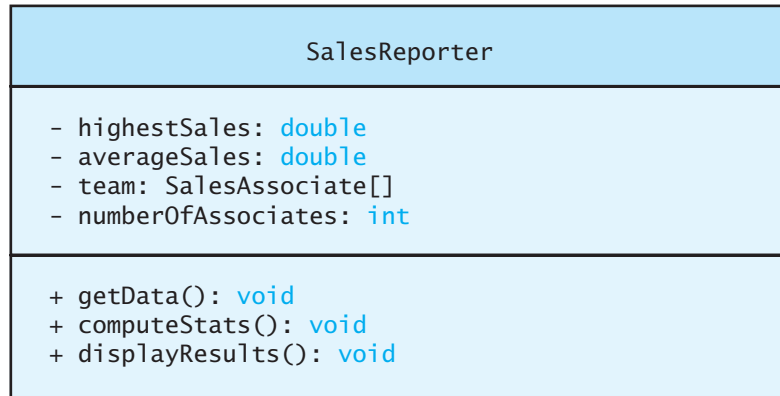 SalesReporter
- highestSales: double
- averageSales: double
- team: SalesAssociate[]
- numberOfAssociates: int
+ getData(): void
+ computeStats(): void
+ displayResults(): void